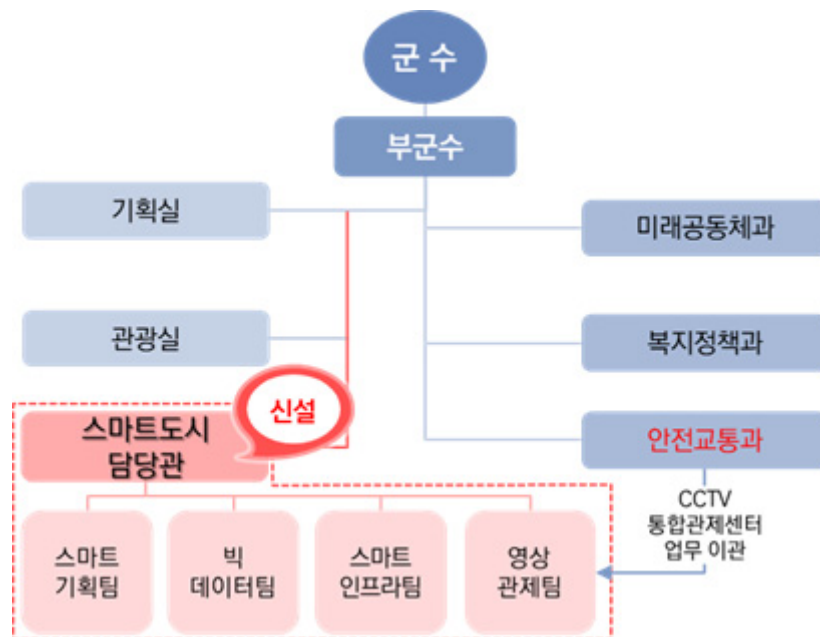 군 수
부군수
기획실
미래공동체과
관광실
복지정책과
신설
스마트도시
담당관
안전교통과
CCTV
통합관제센터
업무 이관
스마트
기획팀
빅
데이터팀
스마트
인프라팀
영상
관제팀